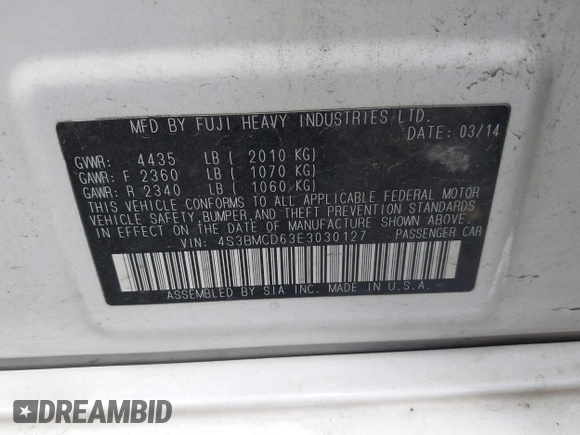 MFD BY FUJI HEAVY INDUSTRIES LTD.
DATE: 03/14
GVWR: 4435 LB ( 2010 KG)
GAWR: F 2360 LB ( 1070 KG)
GAWR: R 2340 LB ( 1060 KG)
THIS VEHICLE CONFORMS TO ALL APPLICABLE FEDERAL MOTOR
VEHICLE SAFETY, BUMPER, AND THEFT PREVENTION STANDARDS
IN EFFECT ON THE DATE OF MANUFACTURE SHOWN ABOVE.
VIN: 4S3BMCD63E3030127 PASSENGER CAR
ASSEMBLED BY SIA INC. MADE IN U.S.A.
DREAMBID